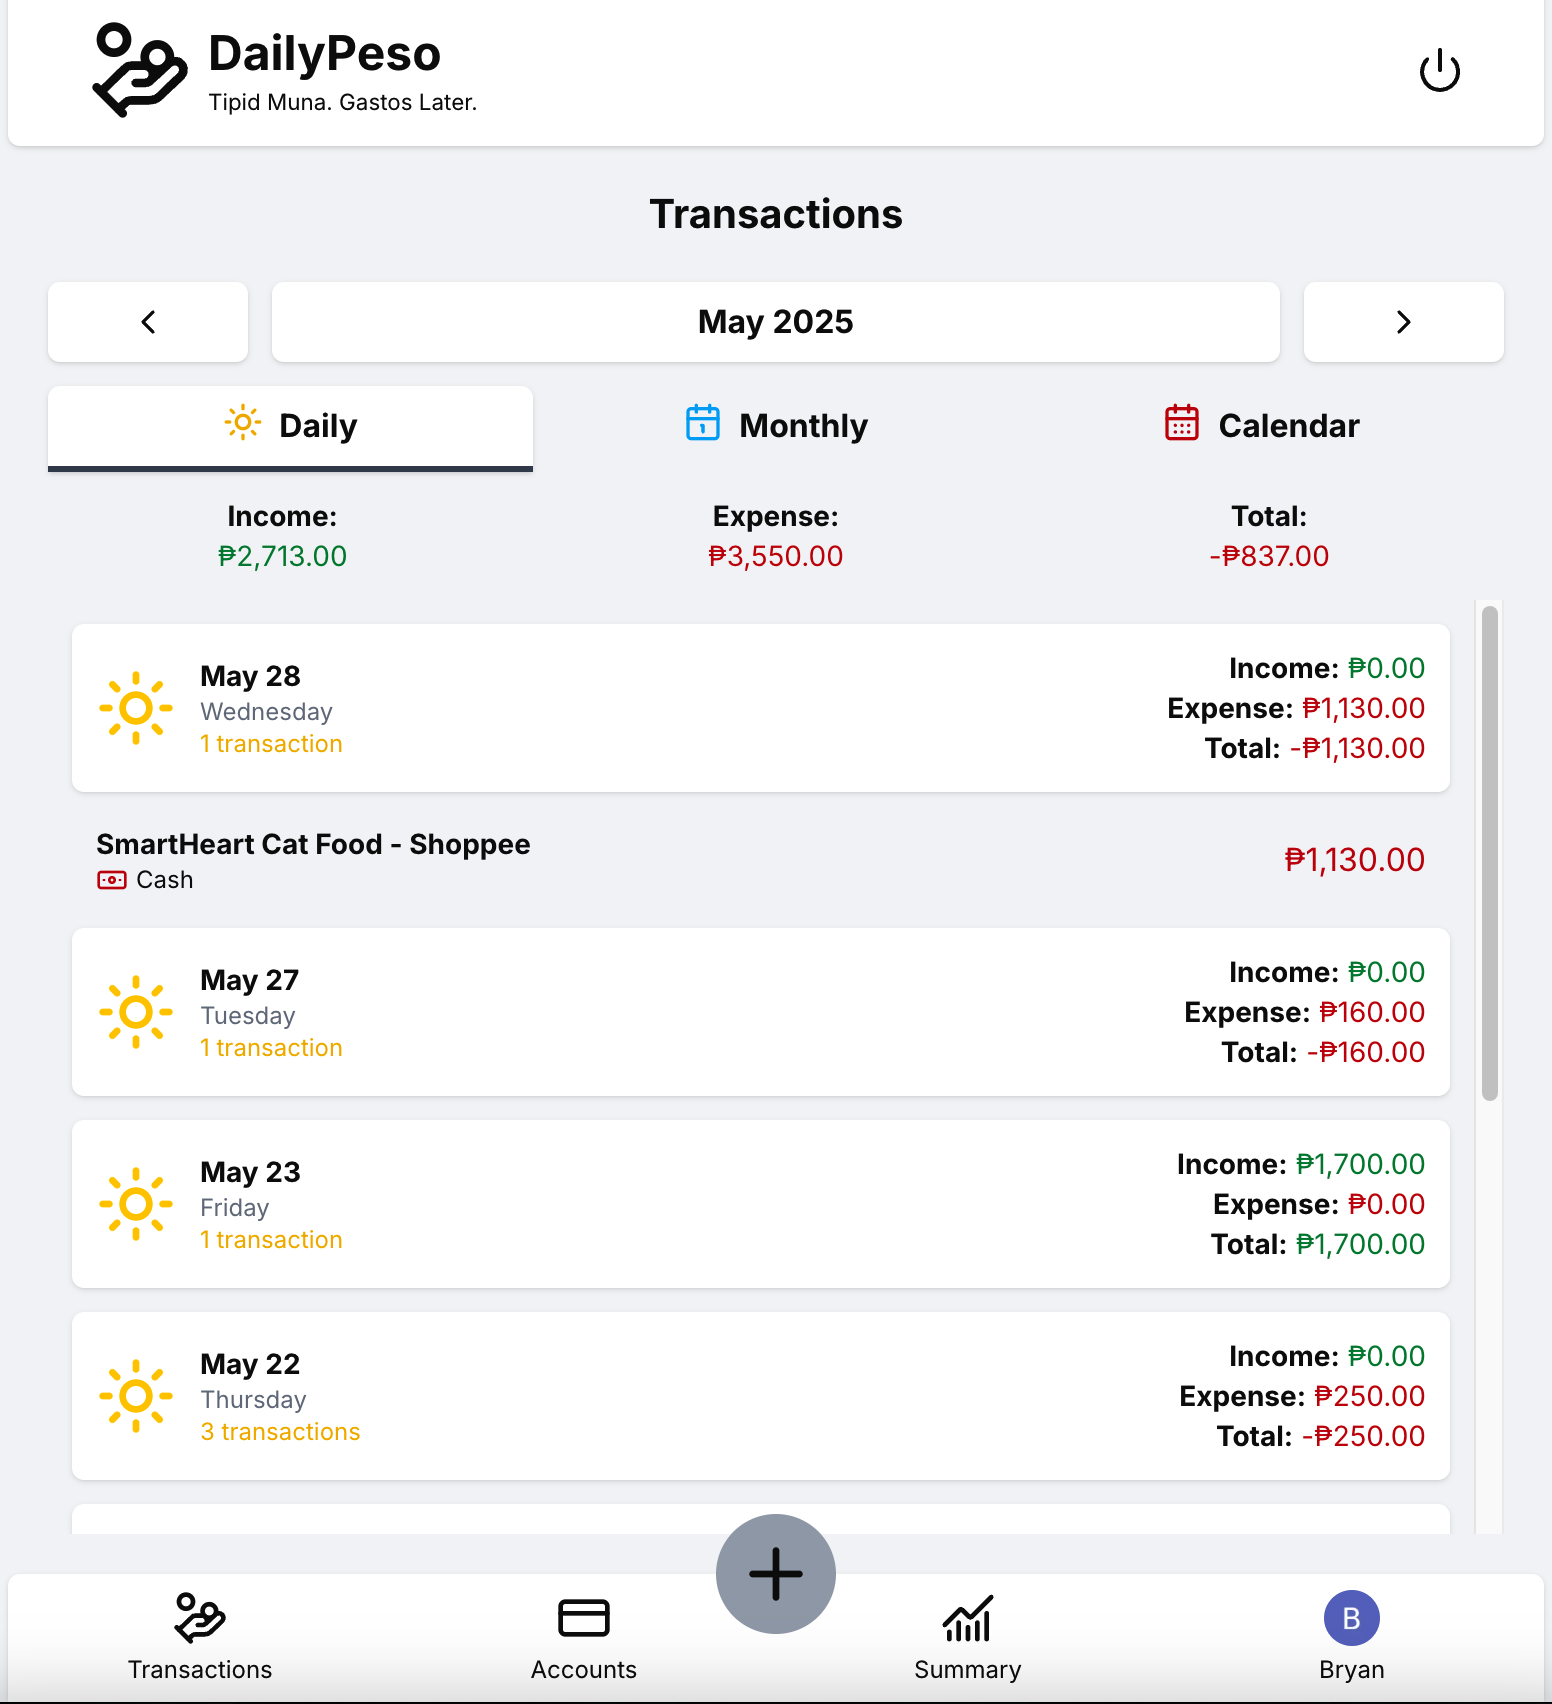 DailyPeso
Tipid Muna. Gastos Later.
Transactions
May 2025
Daily
Monthly
Calendar
Income:
₱2,713.00
Expense:
₱3,550.00
Total:
-₱837.00
May 28
Wednesday
1 transaction
Income: ₱0.00
Expense: ₱1,130.00
Total: -₱1,130.00
SmartHeart Cat Food - Shoppee
Cash
₱1,130.00
May 27
Tuesday
1 transaction
Income: ₱0.00
Expense: ₱160.00
Total: -₱160.00
May 23
Friday
1 transaction
Income: ₱1,700.00
Expense: ₱0.00
Total: ₱1,700.00
May 22
Thursday
3 transactions
Income: ₱0.00
Expense: ₱250.00
Total: -₱250.00
Transactions
Accounts
Summary
B
Bryan